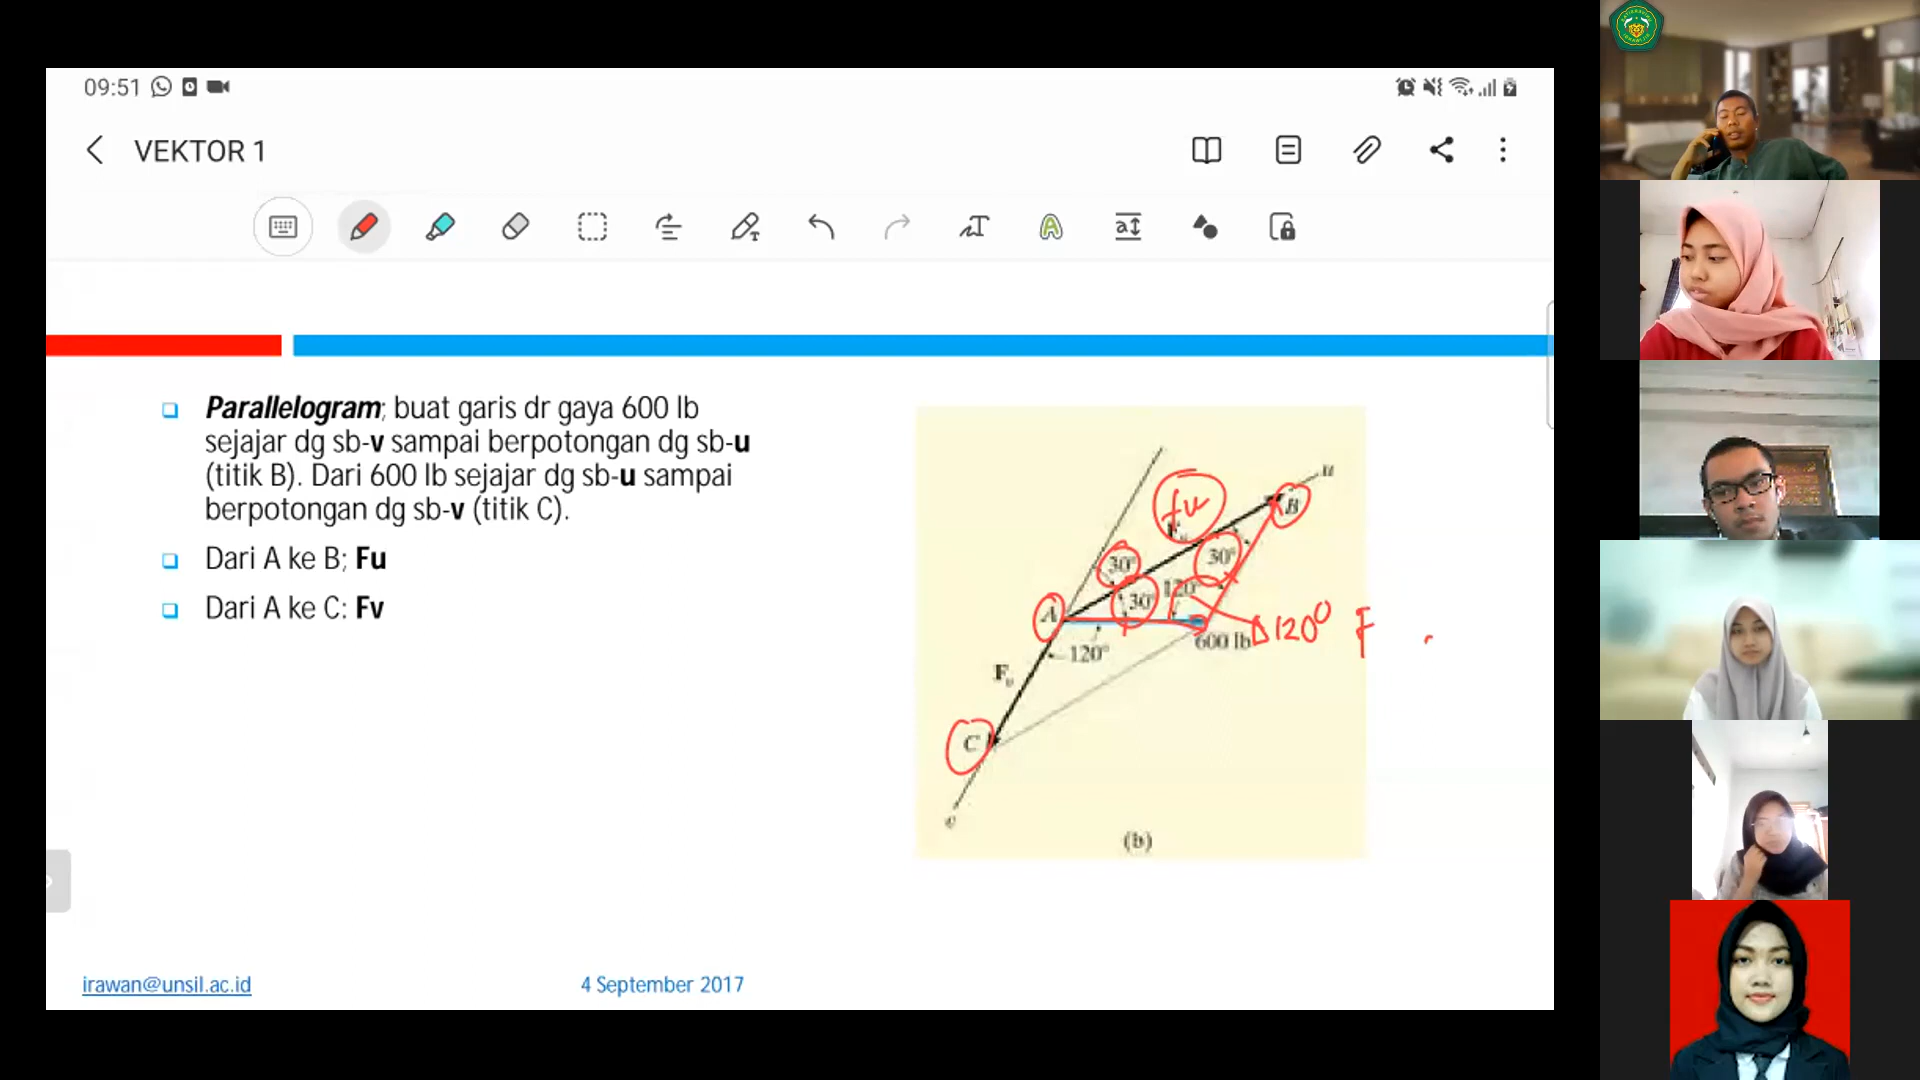 09:51
VEKTOR 1
Parallelogram; buat garis dr gaya 600 lb
sejajar dg sb-v sampai berpotongan dg sb-u
(titik B). Dari 600 lb sejajar dg sb-u sampai
berpotongan dg sb-v (titik C).
Dari A ke B; Fu
Dari A ke C: Fv
u
fu
B
30°
30°
120°
30°
A
600 lb
120°
F
120°
C
(b)
irawan@unsil.ac.id
4 September 2017